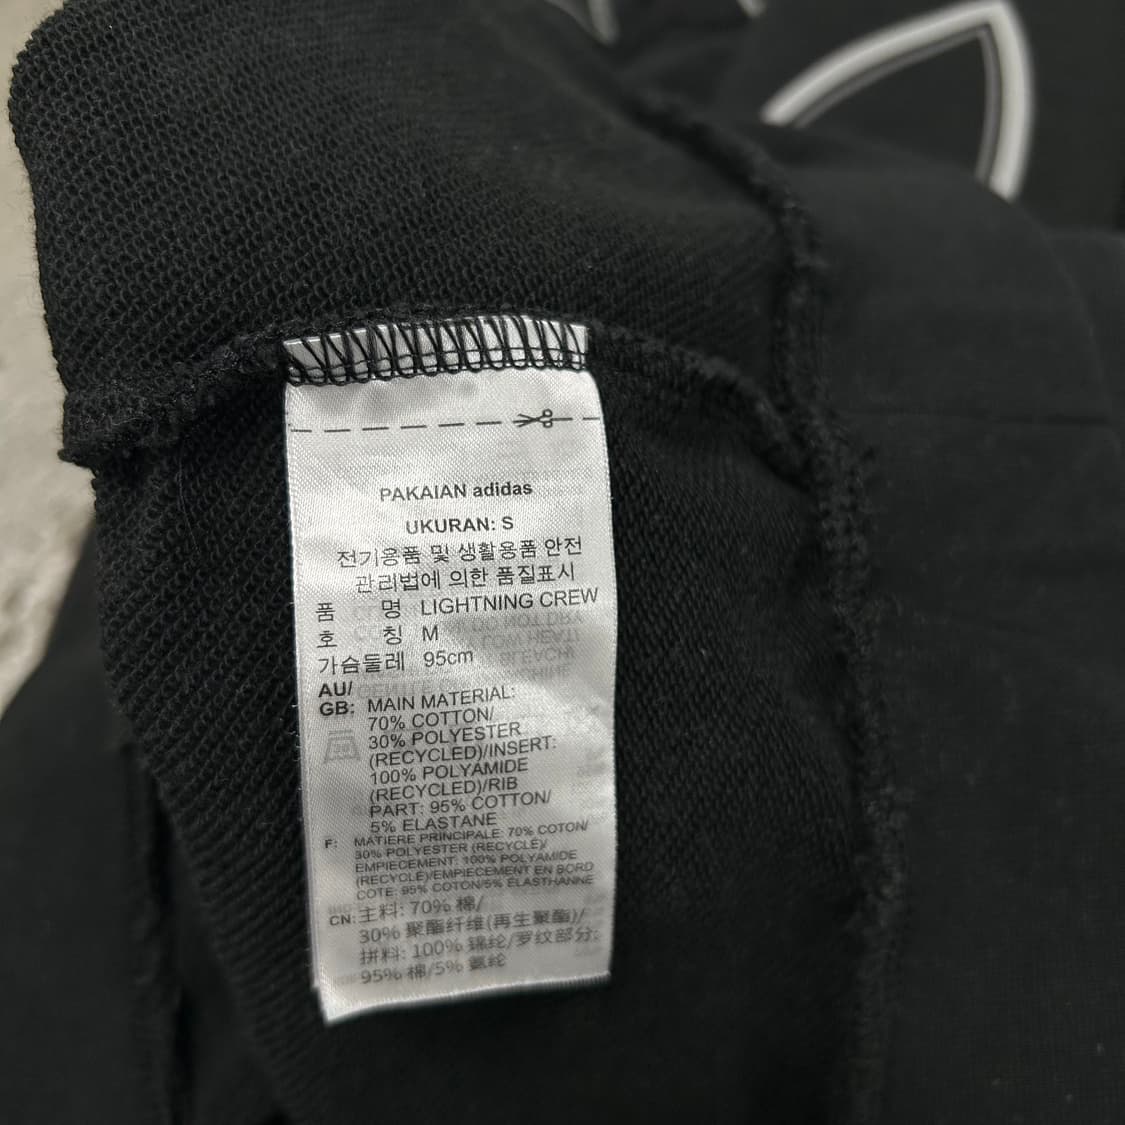 PAKAIAN adidas
UKURAN: S
전기용품 및 생활용품 안전
관리법에 의한 품질표시
품 명 LIGHTNING CREW
호 칭 M
가슴둘레 95cm
AU/
GB: MAIN MATERIAL:
70% COTTON/
30% POLYESTER
(RECYCLED)/INSERT:
100% POLYAMIDE
(RECYCLED)/RIB
PART: 95% COTTON/
5% ELASTANE
F: MATIERE PRINCIPALE: 70% COTON/
30% POLYESTER (RECYCLÉ)/
EMPIECEMENT: 100% POLYAMIDE
(RECYCLÉ)/EMPIECEMENT EN BORD
COTE: 95% COTON/5% ÉLASTHANNE
CN: 主料: 70% 棉/
30% 聚酯纤维(再生聚酯)/
拼料: 100% 锦纶/罗纹部分:
95% 棉/5% 氨纶